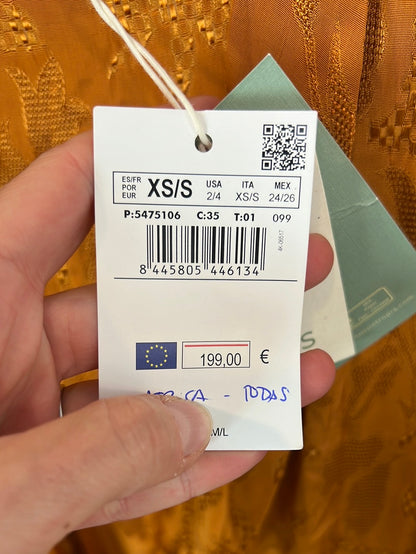 ES/FR
POR
EUR
XS/S
USA
2/4
ITA
XS/S
MEX
24/26
P:5475106 C:35 T:01 099
8 445805 446134
199,00 €
- TODAS
M/L
S